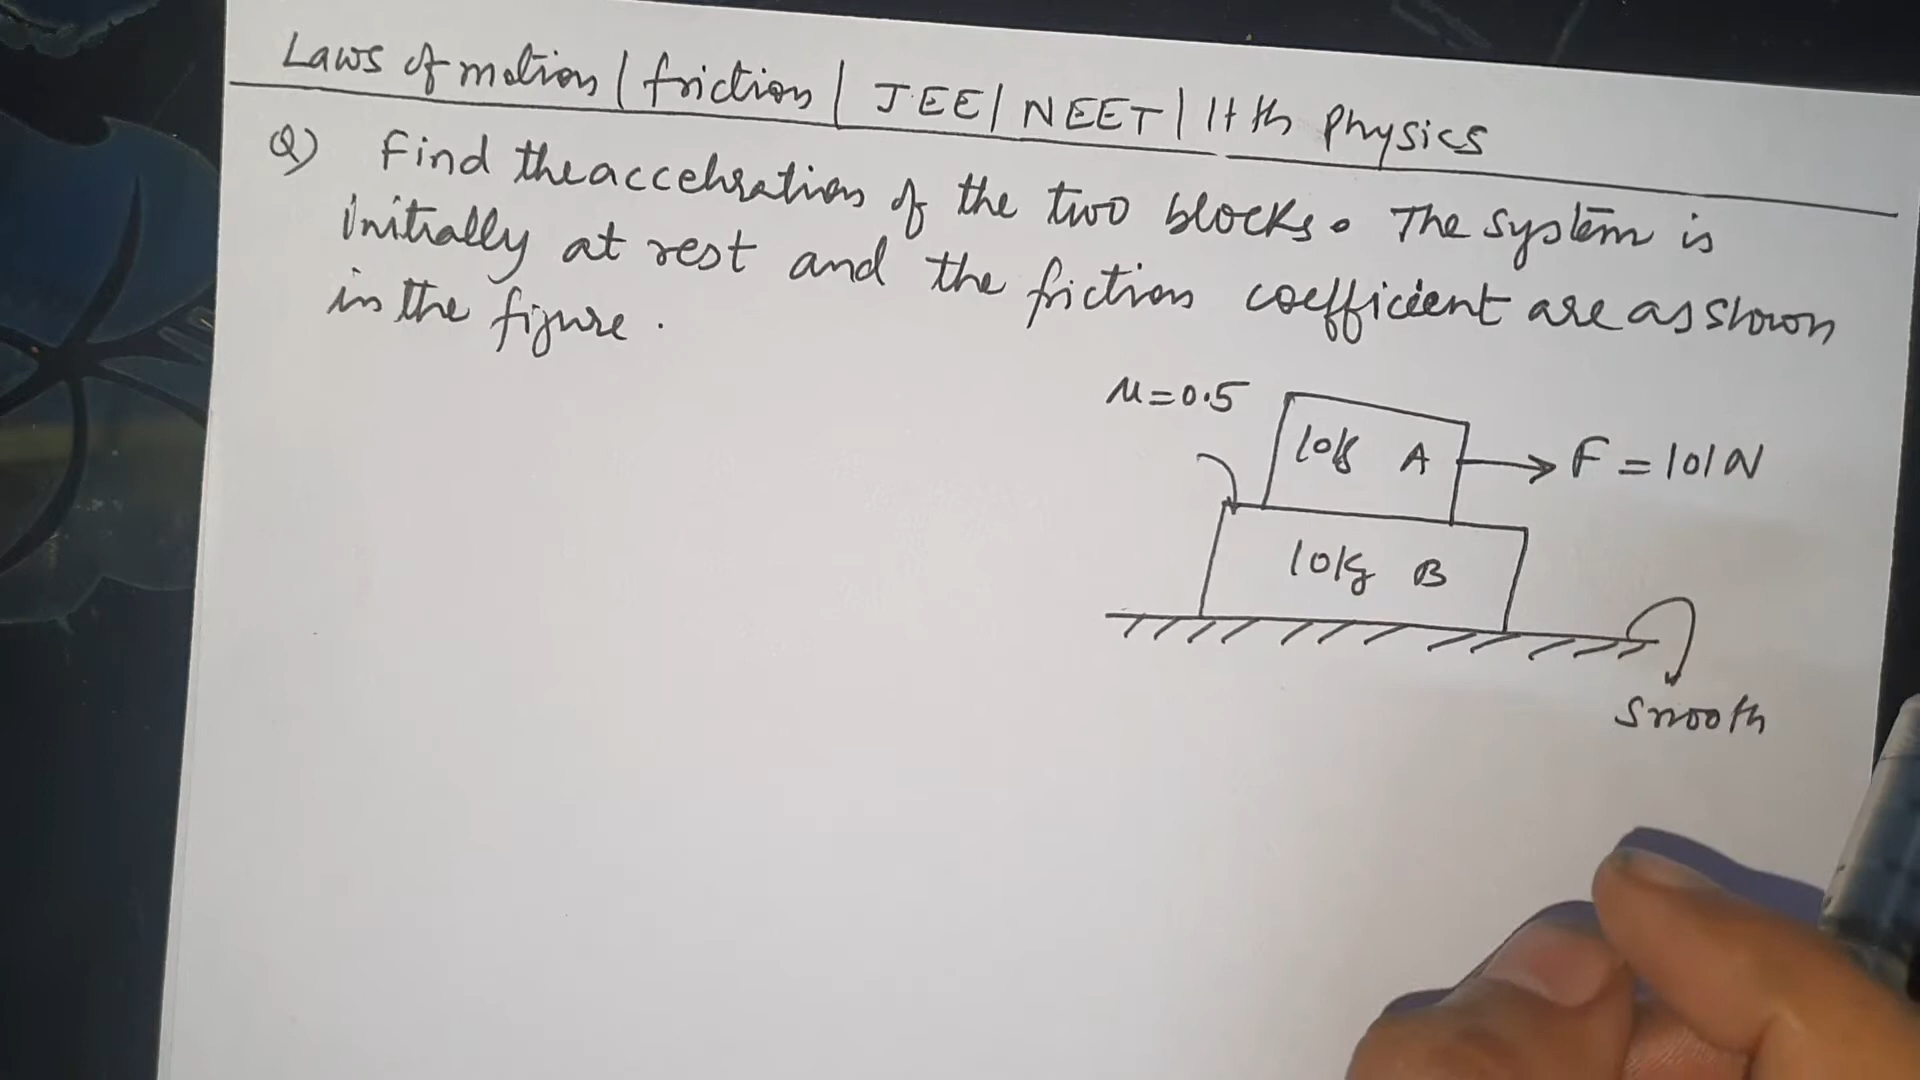 Laws of motion | friction | JEE | NEET | 11th Physics
Q) Find the acceleration of the two blocks. The system is
initially at rest and the friction coefficient are as shown
in the figure.
μ=0.5
10kg A
F = 101N
10kg B
Smooth